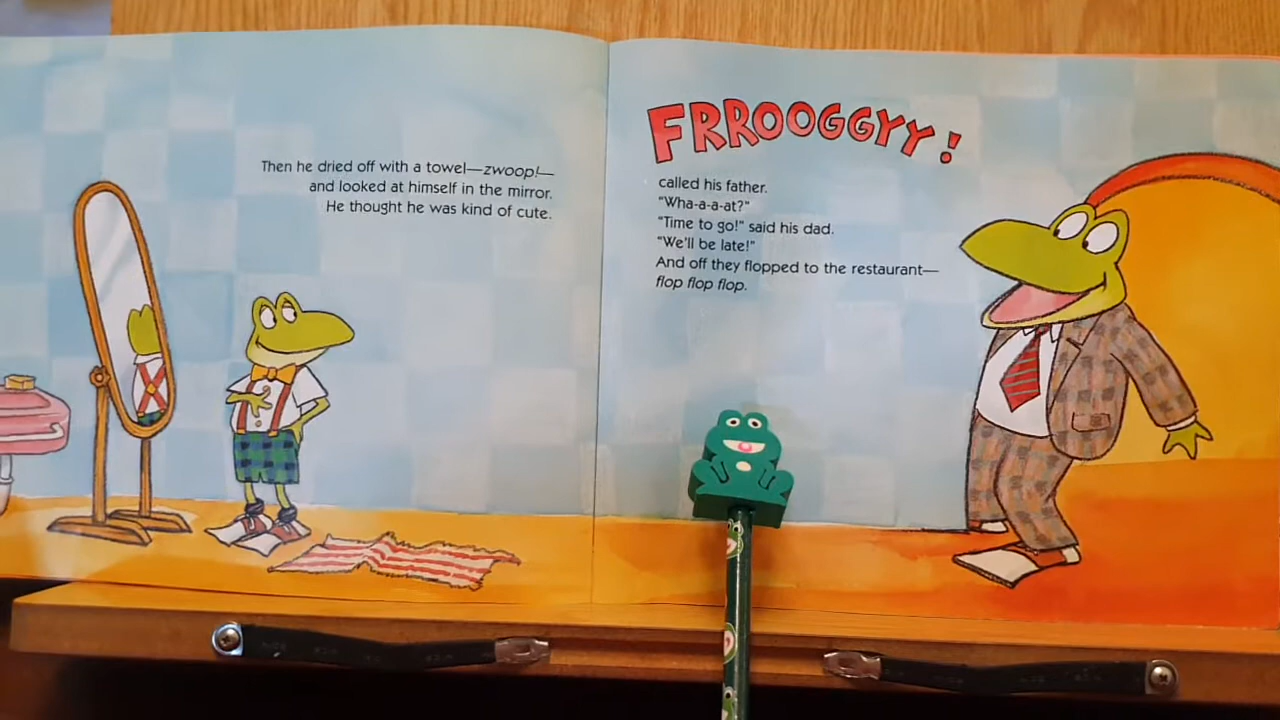 Then he dried off with a towel—zwoop!—
and looked at himself in the mirror.
He thought he was kind of cute.
FRROOGGYY!
called his father.
"Wha-a-a-at?"
"Time to go!" said his dad.
"We'll be late!"
And off they flopped to the restaurant—
flop flop flop.